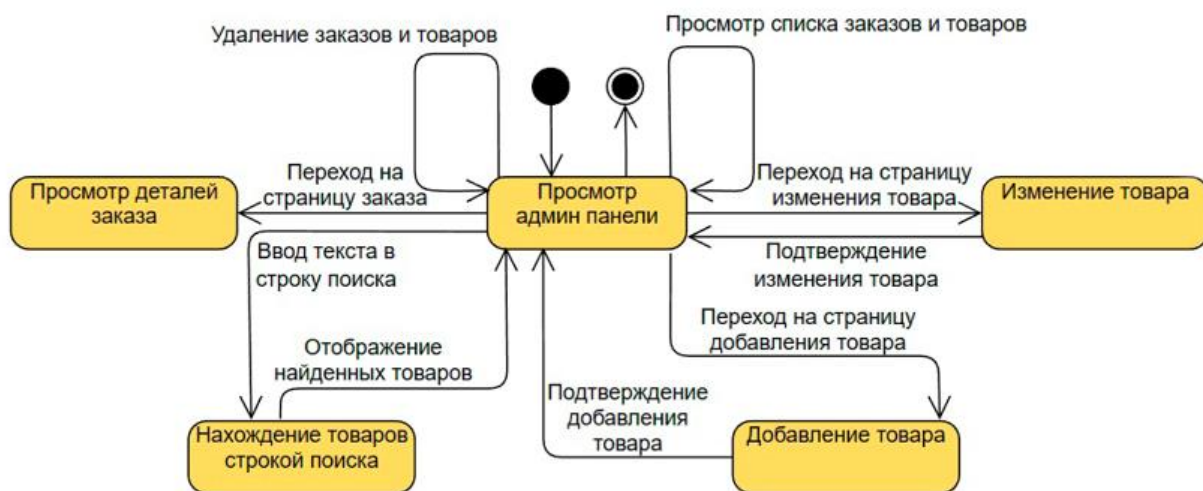 Удаление заказов и товаров
Просмотр списка заказов и товаров
Просмотр деталей
заказа
Переход на
страницу заказа
Просмотр
админ панели
Переход на страницу
изменения товара
Изменение товара
Ввод текста в
строку поиска
Подтверждение
изменения товара
Переход на страницу
добавления товара
Отображение
найденных товаров
Подтверждение
добавления
товара
Нахождение товаров
строкой поиска
Добавление товара